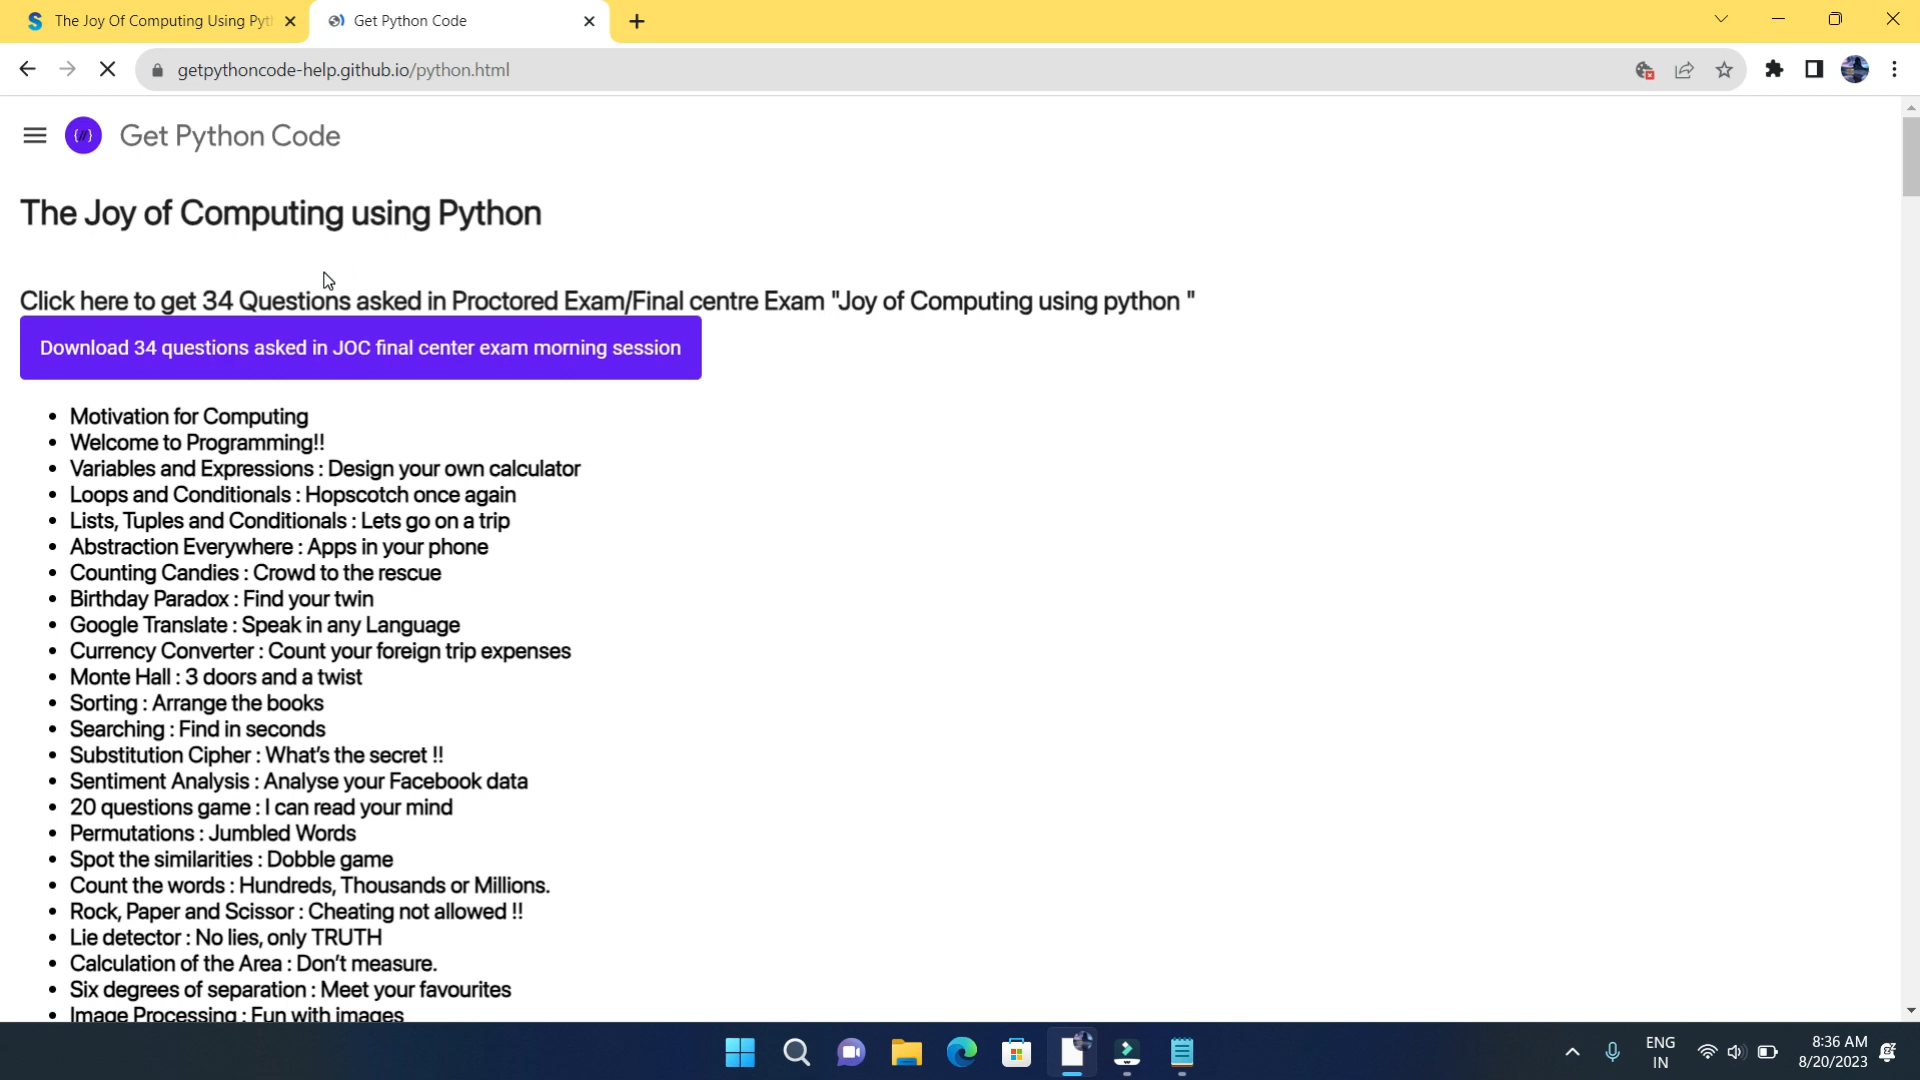 The Joy Of Computing Using Pyt
Get Python Code
getpythoncode-help.github.io/python.html
Get Python Code
The Joy of Computing using Python
Click here to get 34 Questions asked in Proctored Exam/Final centre Exam "Joy of Computing using python "
Download 34 questions asked in JOC final center exam morning session
Motivation for Computing
Welcome to Programming!!
Variables and Expressions : Design your own calculator
Loops and Conditionals : Hopscotch once again
Lists, Tuples and Conditionals : Lets go on a trip
Abstraction Everywhere : Apps in your phone
Counting Candies : Crowd to the rescue
Birthday Paradox : Find your twin
Google Translate : Speak in any Language
Currency Converter : Count your foreign trip expenses
Monte Hall : 3 doors and a twist
Sorting : Arrange the books
Searching : Find in seconds
Substitution Cipher : What's the secret !!
Sentiment Analysis : Analyse your Facebook data
20 questions game : I can read your mind
Permutations : Jumbled Words
Spot the similarities : Dobble game
Count the words : Hundreds, Thousands or Millions.
Rock, Paper and Scissor : Cheating not allowed !!
Lie detector : No lies, only TRUTH
Calculation of the Area : Don't measure.
Six degrees of separation : Meet your favourites
Image Processing : Fun with images
ENG
IN
8:36 AM
8/20/2023